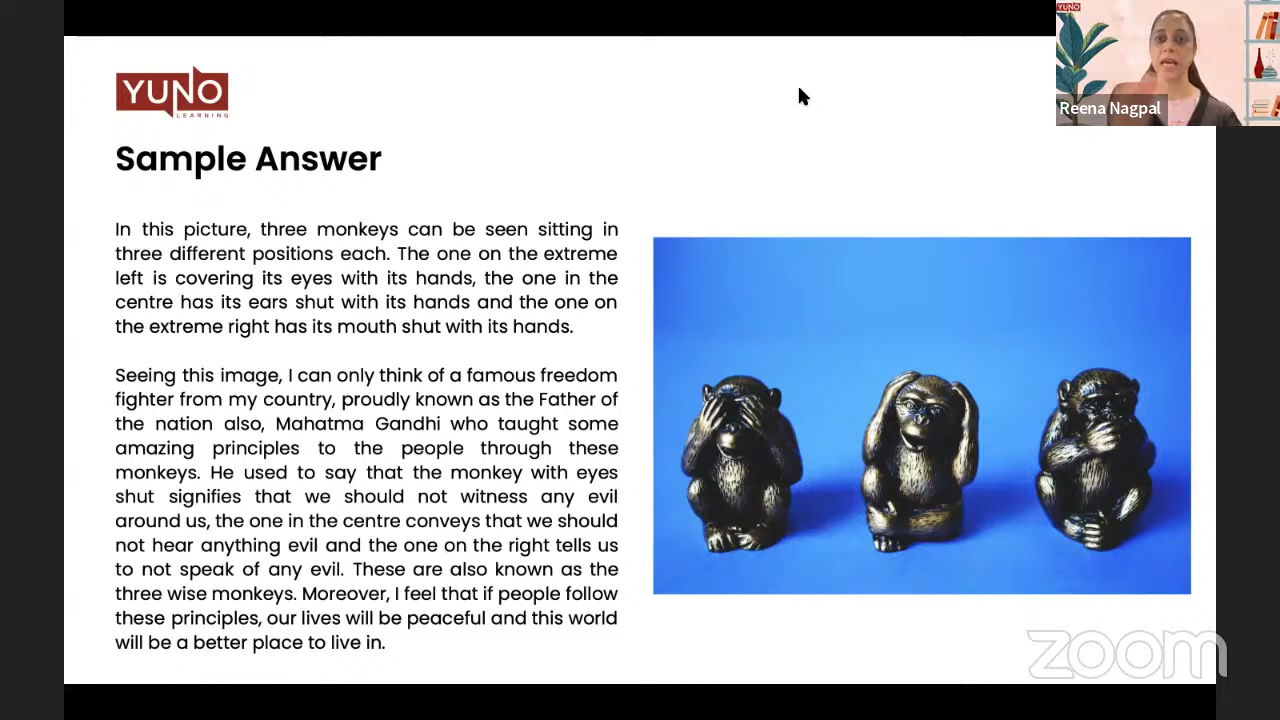 YUNO
LEARNING
YUNO
Reena Nagpal
Sample Answer
In this picture, three monkeys can be seen sitting in
three different positions each. The one on the extreme
left is covering its eyes with its hands, the one in the
centre has its ears shut with its hands and the one on
the extreme right has its mouth shut with its hands.
Seeing this image, I can only think of a famous freedom
fighter from my country, proudly known as the Father of
the nation also, Mahatma Gandhi who taught some
amazing principles to the people through these
monkeys. He used to say that the monkey with eyes
shut signifies that we should not witness any evil
around us, the one in the centre conveys that we should
not hear anything evil and the one on the right tells us
to not speak of any evil. These are also known as the
three wise monkeys. Moreover, I feel that if people follow
these principles, our lives will be peaceful and this world
will be a better place to live in.
zoom